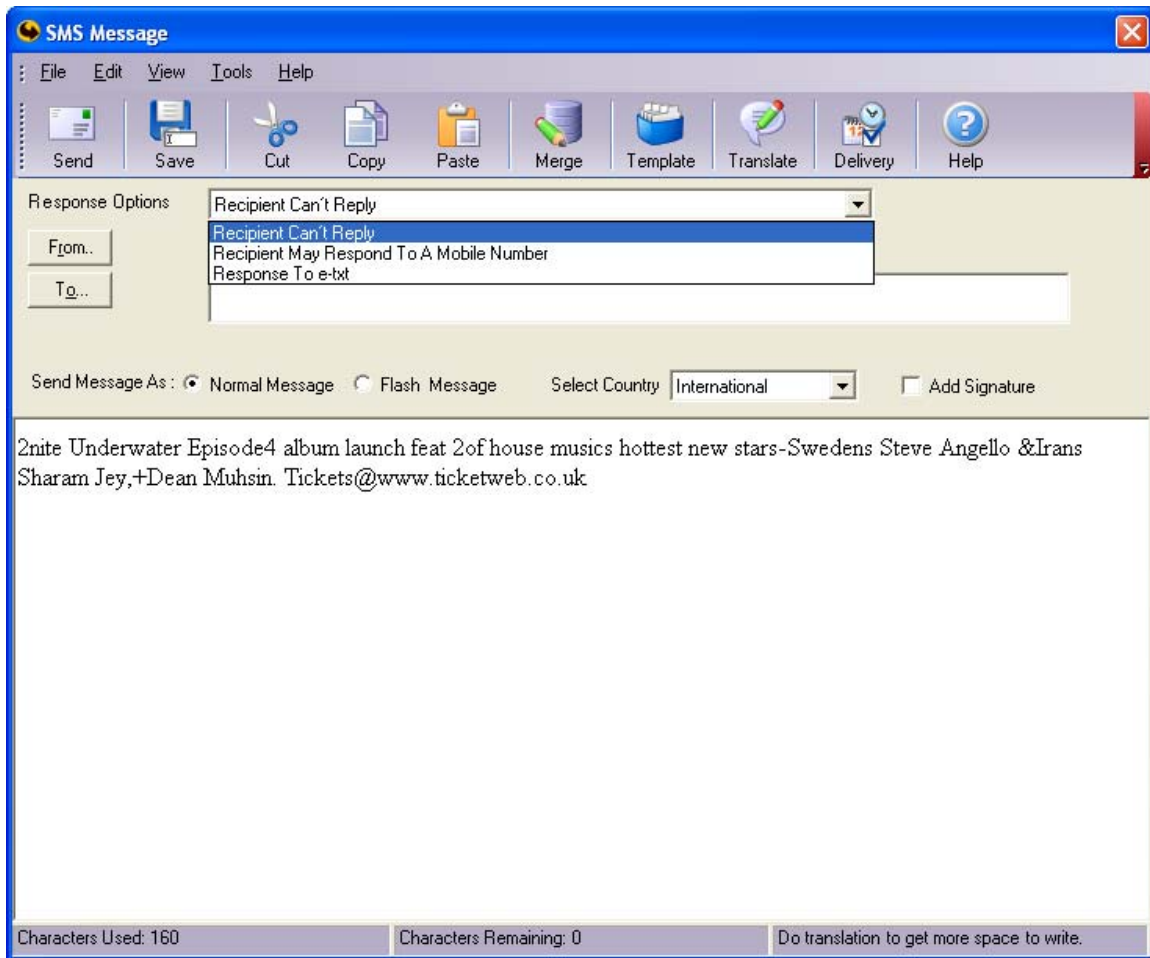 SMS Message
File Edit View Tools Help
Send Save Cut Copy Paste Merge Template Translate Delivery Help
Response Options Recipient Can't Reply
Recipient Can't Reply
From..
Recipient May Respond To A Mobile Number
Response To e-txt
To...
Send Message As : Normal Message Flash Message Select Country International Add Signature
2nite Underwater Episode4 album launch feat 2of house musics hottest new stars-Swedens Steve Angello &Irans
Sharam Jey,+Dean Muhsin. Tickets@www.ticketweb.co.uk
Characters Used: 160 Characters Remaining: 0 Do translation to get more space to write.